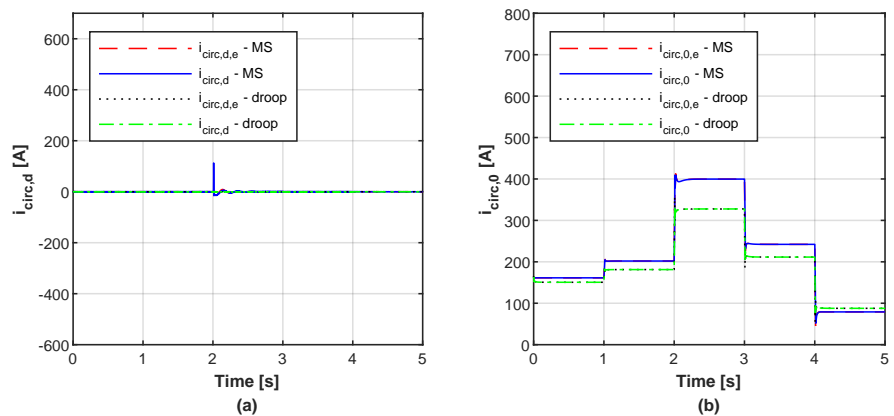 600
400
200
0
-200
-400
-600
i_circ,d [A]
i_circ,d,e - MS
i_circ,d - MS
i_circ,d,e - droop
i_circ,d - droop
0 1 2 3 4 5
Time [s]
(a)
800
700
600
500
400
300
200
100
0
i_circ,0 [A]
i_circ,0,e - MS
i_circ,0 - MS
i_circ,0,e - droop
i_circ,0 - droop
0 1 2 3 4 5
Time [s]
(b)